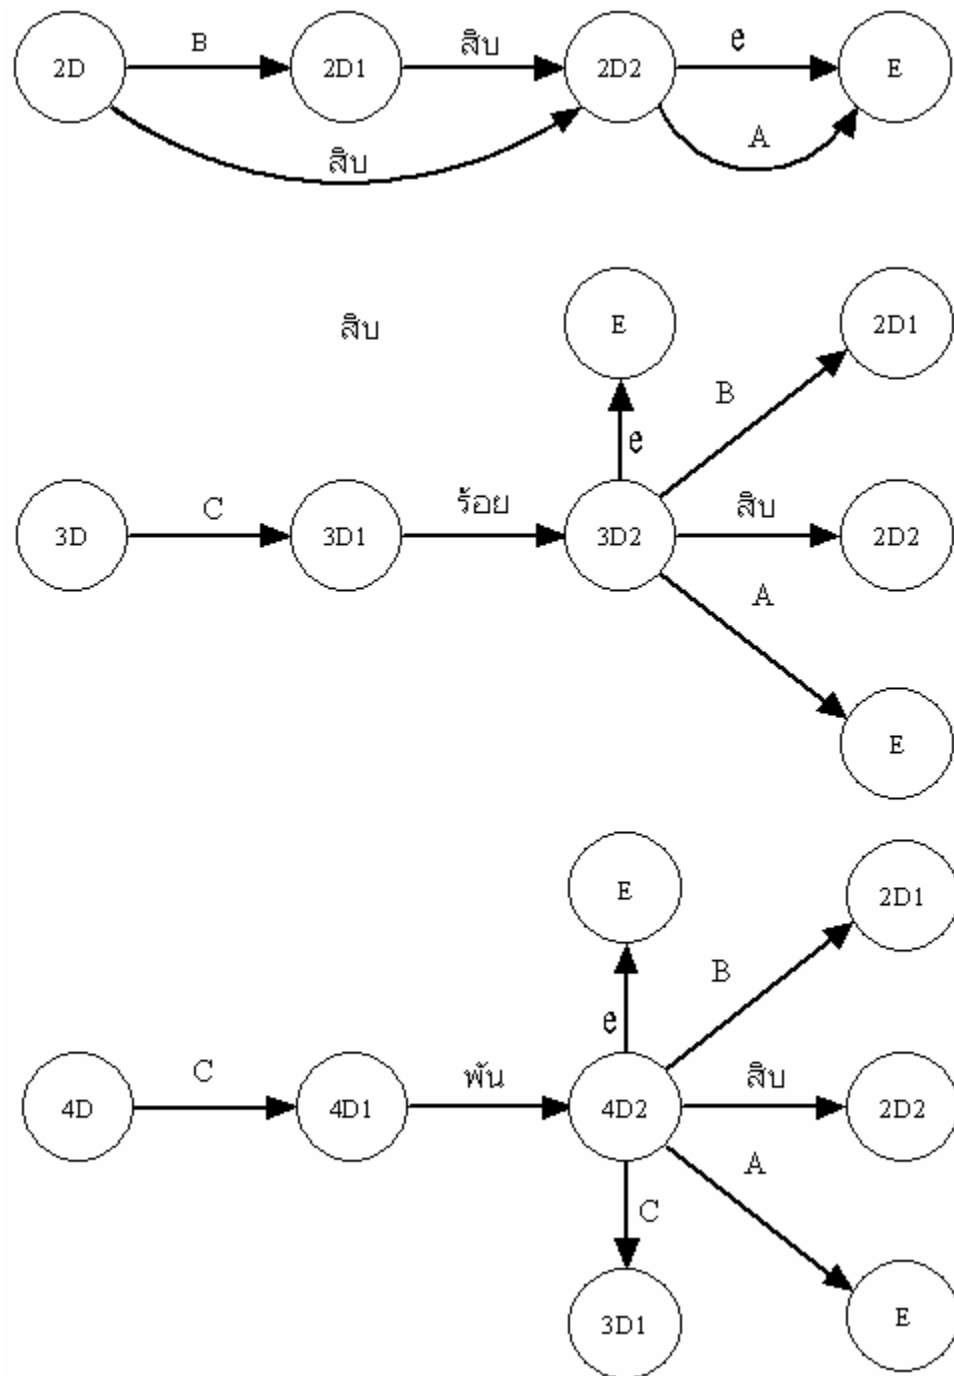 B สิบ e
2D 2D1 2D2 E
สิบ A
E 2D1
สิบ
B
e
C ร้อย สิบ
3D 3D1 3D2 2D2
A
E
E 2D1
B
e
C พัน สิบ
4D 4D1 4D2 2D2
A
C
3D1 E